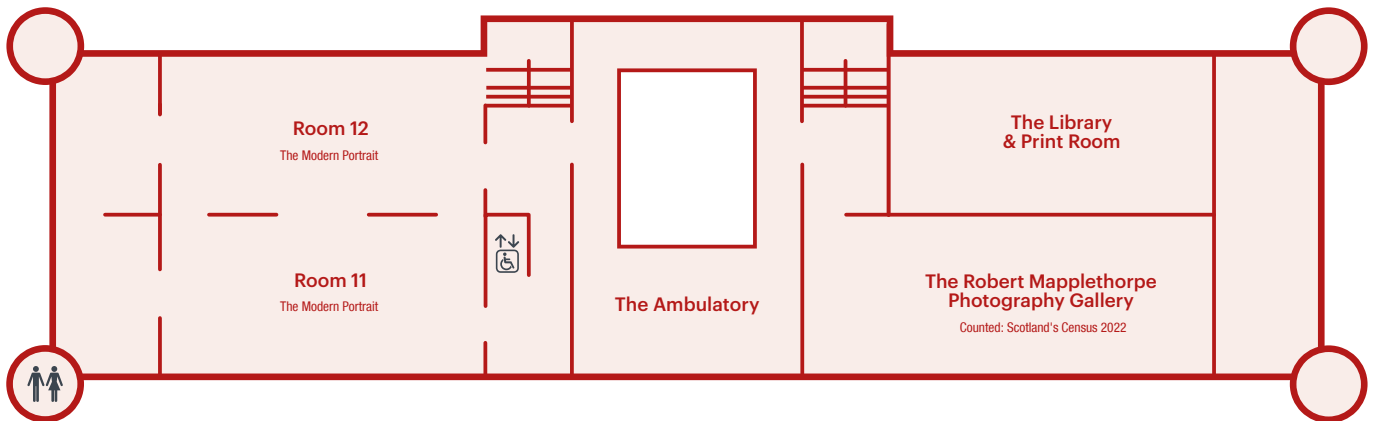 Room 12
The Modern Portrait
Room 11
The Modern Portrait
The Ambulatory
The Library
& Print Room
The Robert Mapplethorpe
Photography Gallery
Counted: Scotland's Census 2022